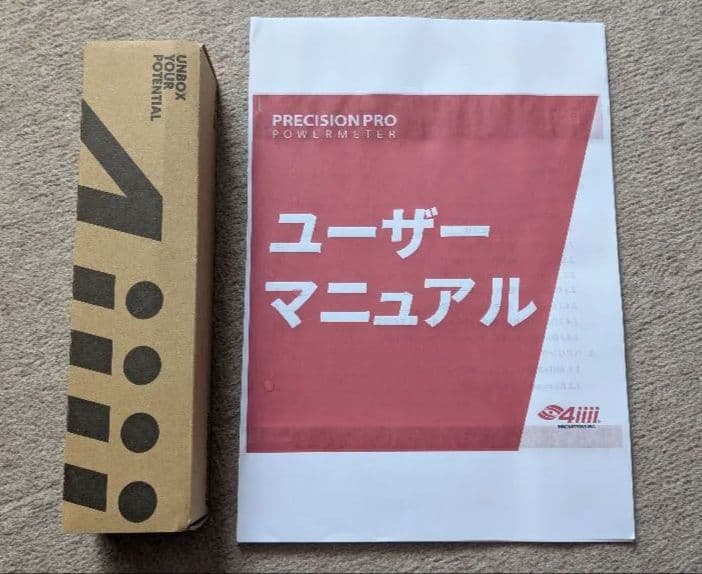 UNBOX
YOUR
POTENTIAL
4iiii
PRECISION PRO
POWERMETER
ユーザー
マニュアル
4iiii